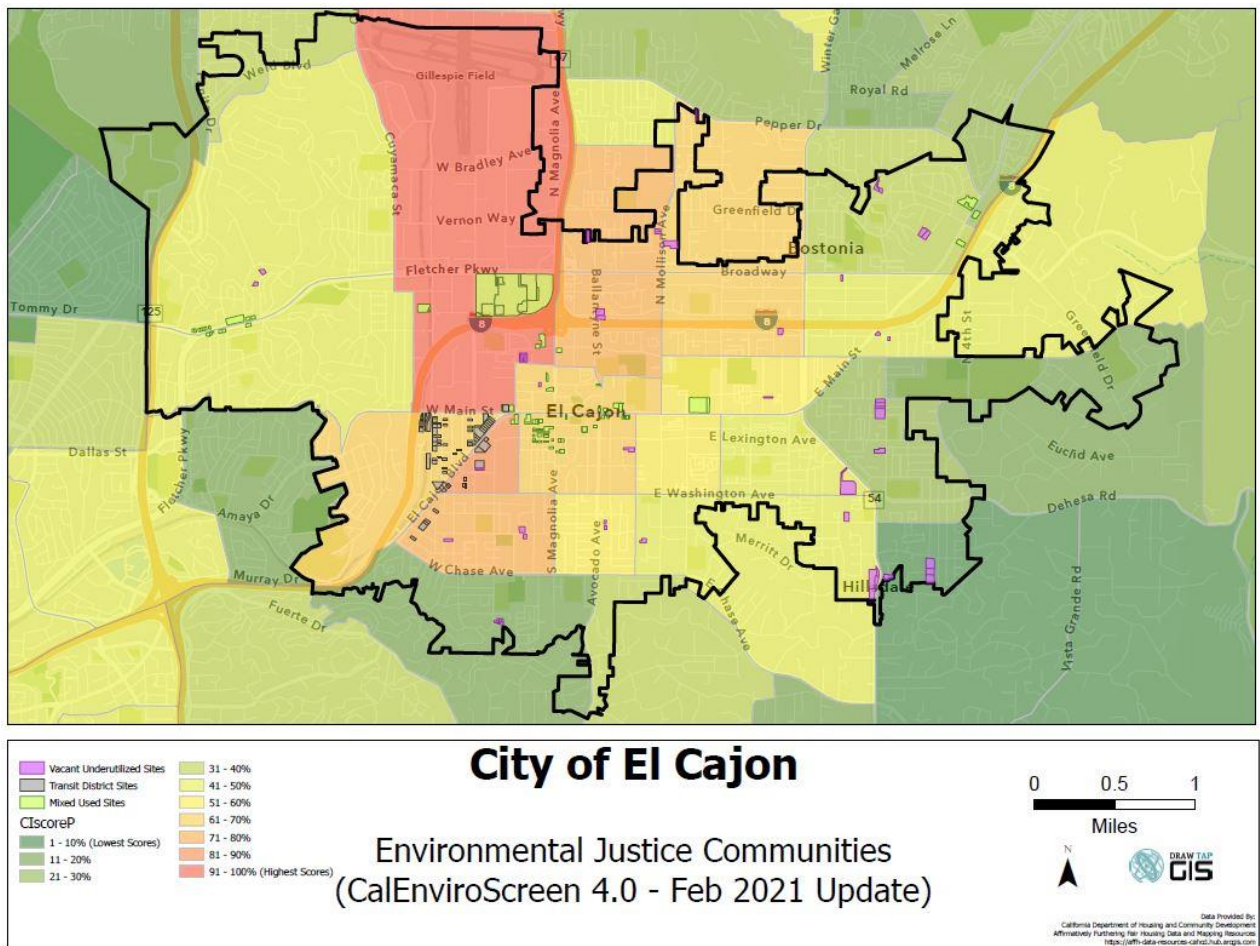 Weld Blvd
Gillespie Field
67
Melrose Ln
Royal Rd
Pepper Dr
Cuyamaca St
W Bradley Ave
N Magnolia Ave
Vernon Way
Greenfield D
8
Bostonia
Fletcher Pkwy
Ballantyne St
N Mollison Ave
Broadway
Tommy Dr
125
8
8
N 4th St
Greenfield Dr
E Main St
W Main St
El Cajon
E Lexington Ave
Dallas St
Fletcher Pkwy
Euclid Ave
E Washington Ave
54
Dehesa Rd
Amaya Dr
El Cajon Blvd
S Magnolia Ave
Avocado Ave
Merritt Dr
W Chase Ave
Murray Dr
Fuerte Dr
Vista Grande Rd
City of El Cajon
Environmental Justice Communities
(CalEnviroScreen 4.0 - Feb 2021 Update)
Vacant Underutilized Sites
Transit District Sites
Mixed Used Sites
CIscoreP
1 - 10% (Lowest Scores)
11 - 20%
21 - 30%
31 - 40%
41 - 50%
51 - 60%
61 - 70%
71 - 80%
81 - 90%
91 - 100% (Highest Scores)
0 0.5 1
Miles
N
DRAW TAP
GIS
Data Provided By:
California Department of Housing and Community Development
Affirmatively Furthering Fair Housing Data and Mapping Resources